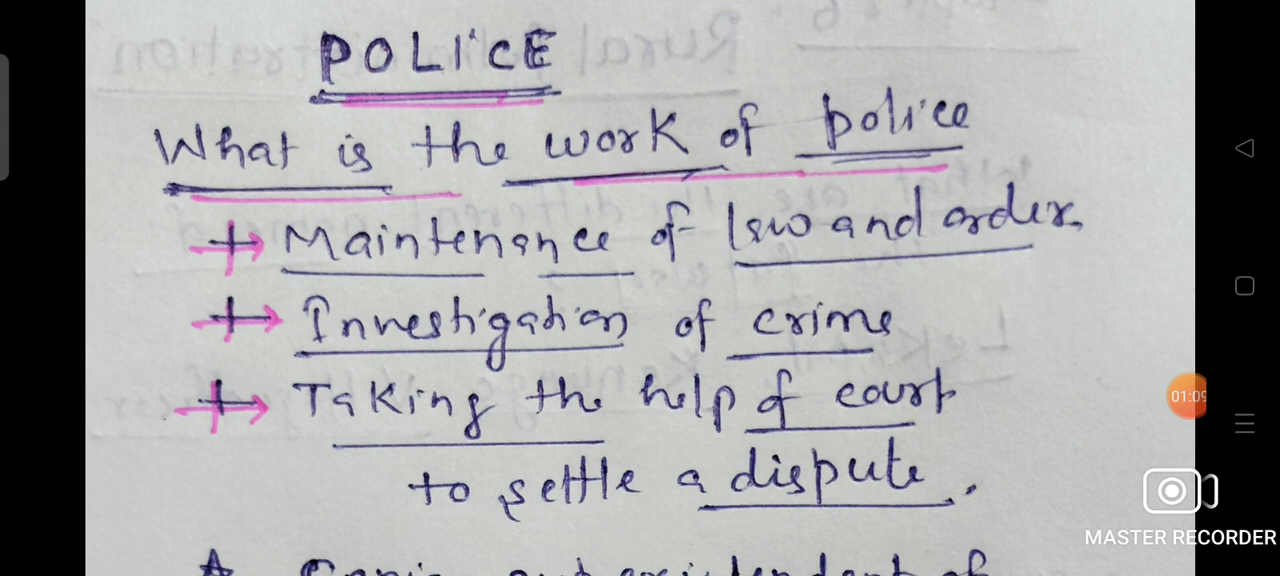 POLICE
What is the work of police
→ Maintenance of law and order.
→ Investigation of crime
→ Taking the help of court
to settle a dispute.
01:09
MASTER RECORDER